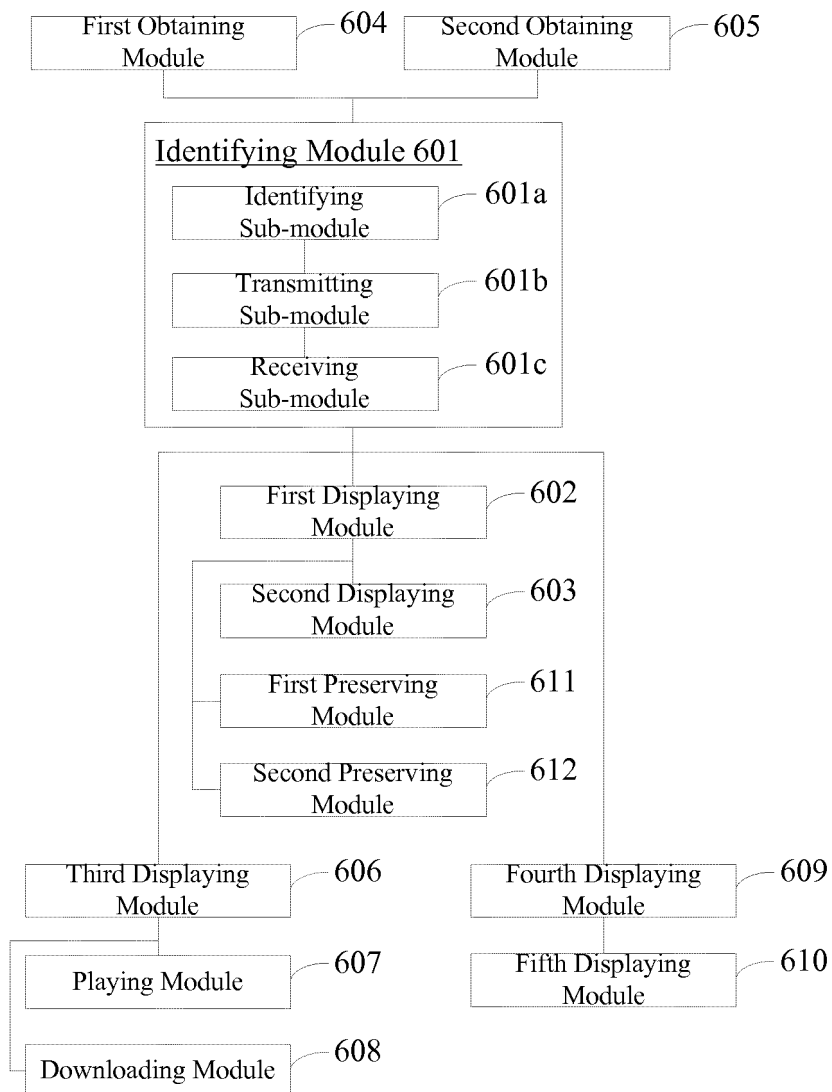 First Obtaining
Module
604
Second Obtaining
Module
605
Identifying Module 601
Identifying
Sub-module
601a
Transmitting
Sub-module
601b
Receiving
Sub-module
601c
First Displaying
Module
602
Second Displaying
Module
603
First Preserving
Module
611
Second Preserving
Module
612
Third Displaying
Module
606
Fourth Displaying
Module
609
Playing Module
607
Fifth Displaying
Module
610
Downloading Module
608